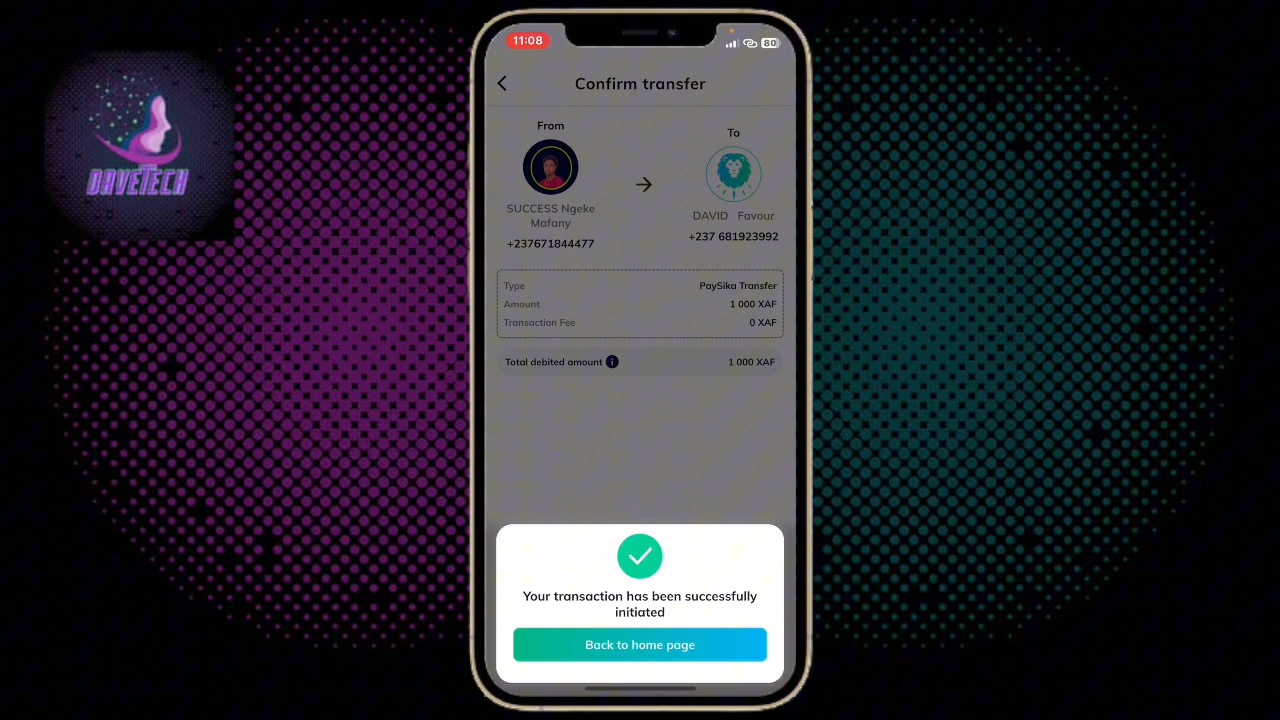 DAVETECH
11:08
80
Confirm transfer
From
To
SUCCESS Ngeke
Mafany
+237671844477
DAVID Favour
+237 681923992
Type
PaySika Transfer
Amount
1 000 XAF
Transaction Fee
0 XAF
Total debited amount
1 000 XAF
Your transaction has been successfully
initiated
Back to home page